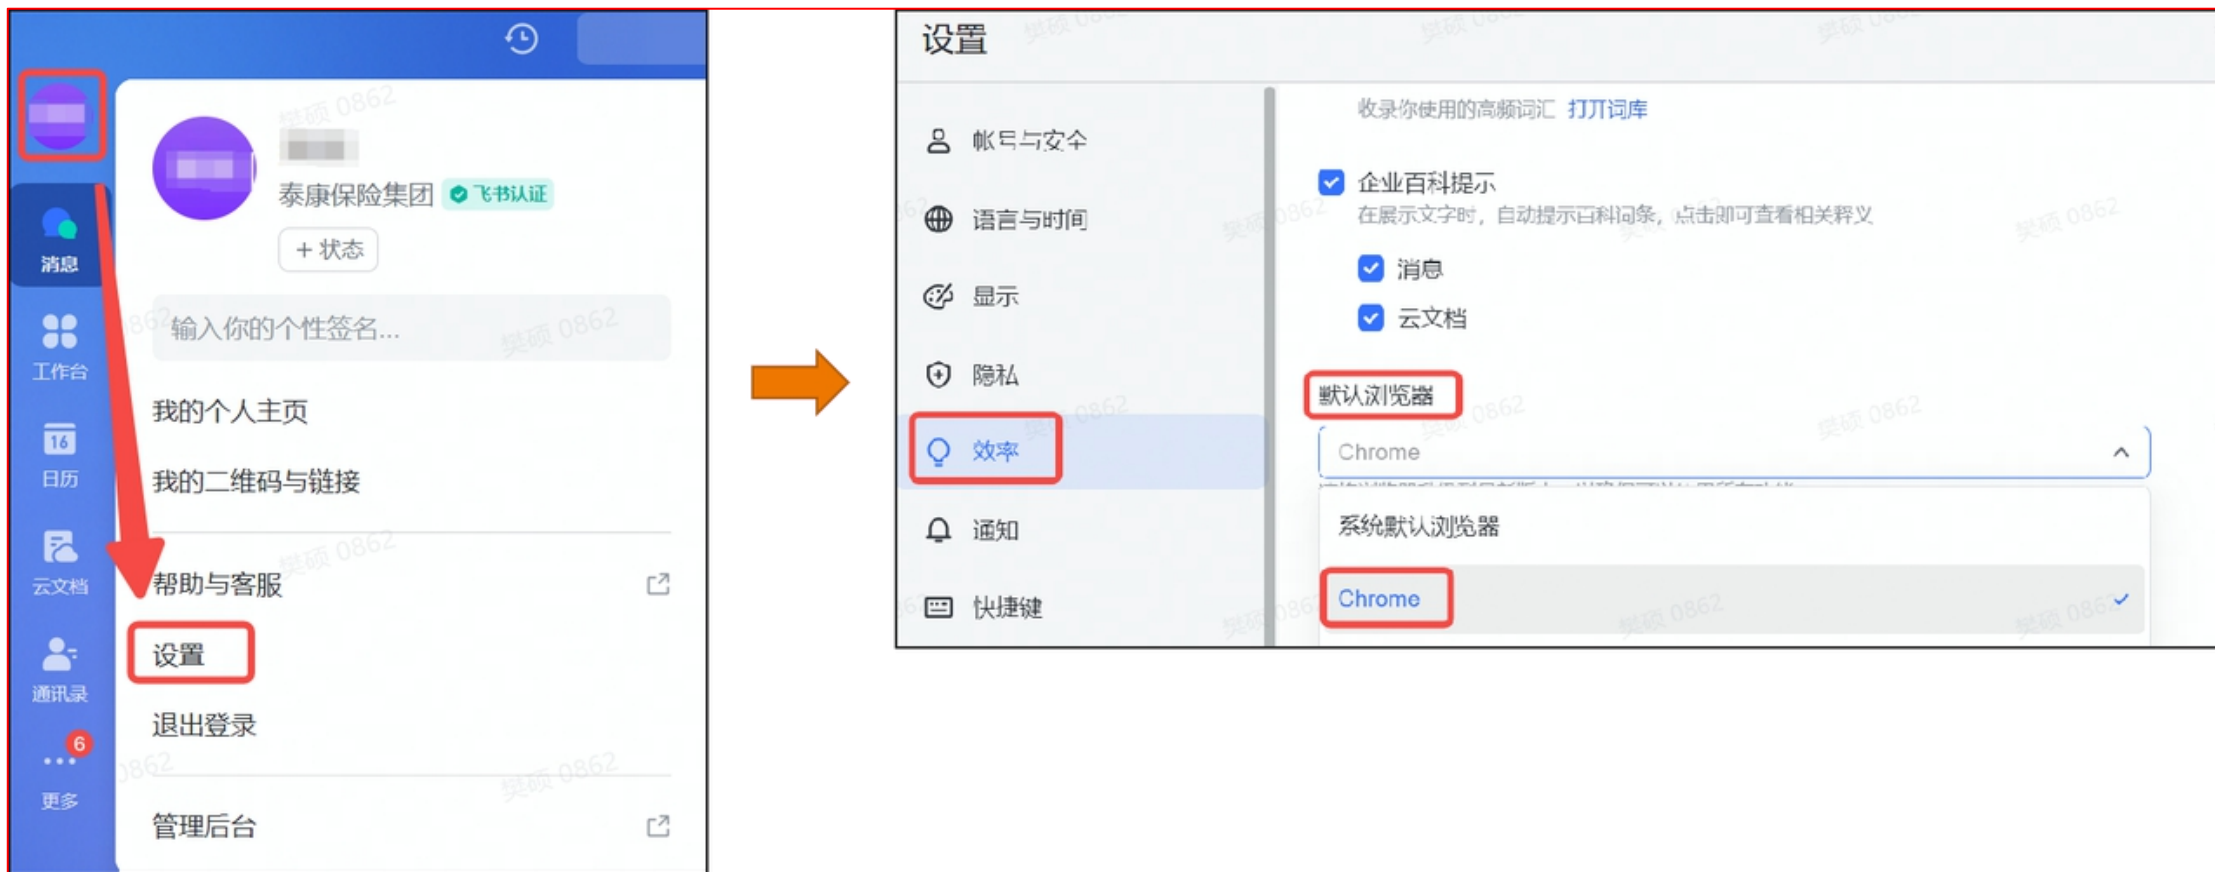 泰康保险集团 飞书认证
+ 状态
输入你的个性签名...
我的个人主页
我的二维码与链接
帮助与客服
设置
退出登录
管理后台
消息
工作台
16
日历
云文档
通讯录
6
更多
樊硕 0862
设置
帐号与安全
语言与时间
显示
隐私
效率
通知
快捷键
收录你使用的高频词汇 打开词库
企业百科提示
在展示文字时，自动提示百科词条，点击即可查看相关释义
消息
云文档
默认浏览器
Chrome
系统默认浏览器
Chrome